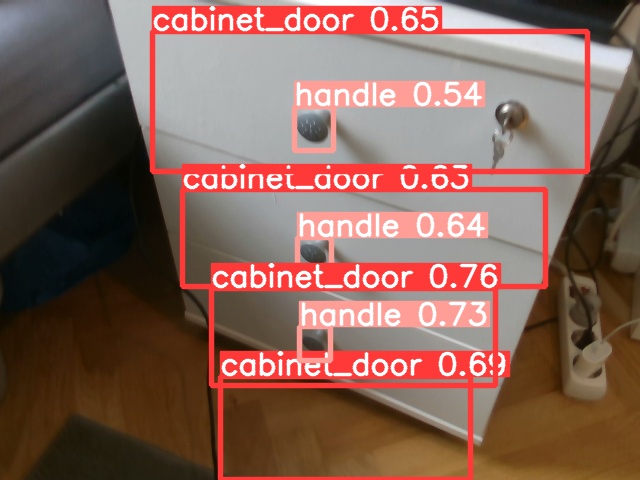 cabinet_door 0.65
handle 0.54
cabinet_door 0.63
handle 0.64
cabinet_door 0.76
handle 0.73
cabinet_door 0.69